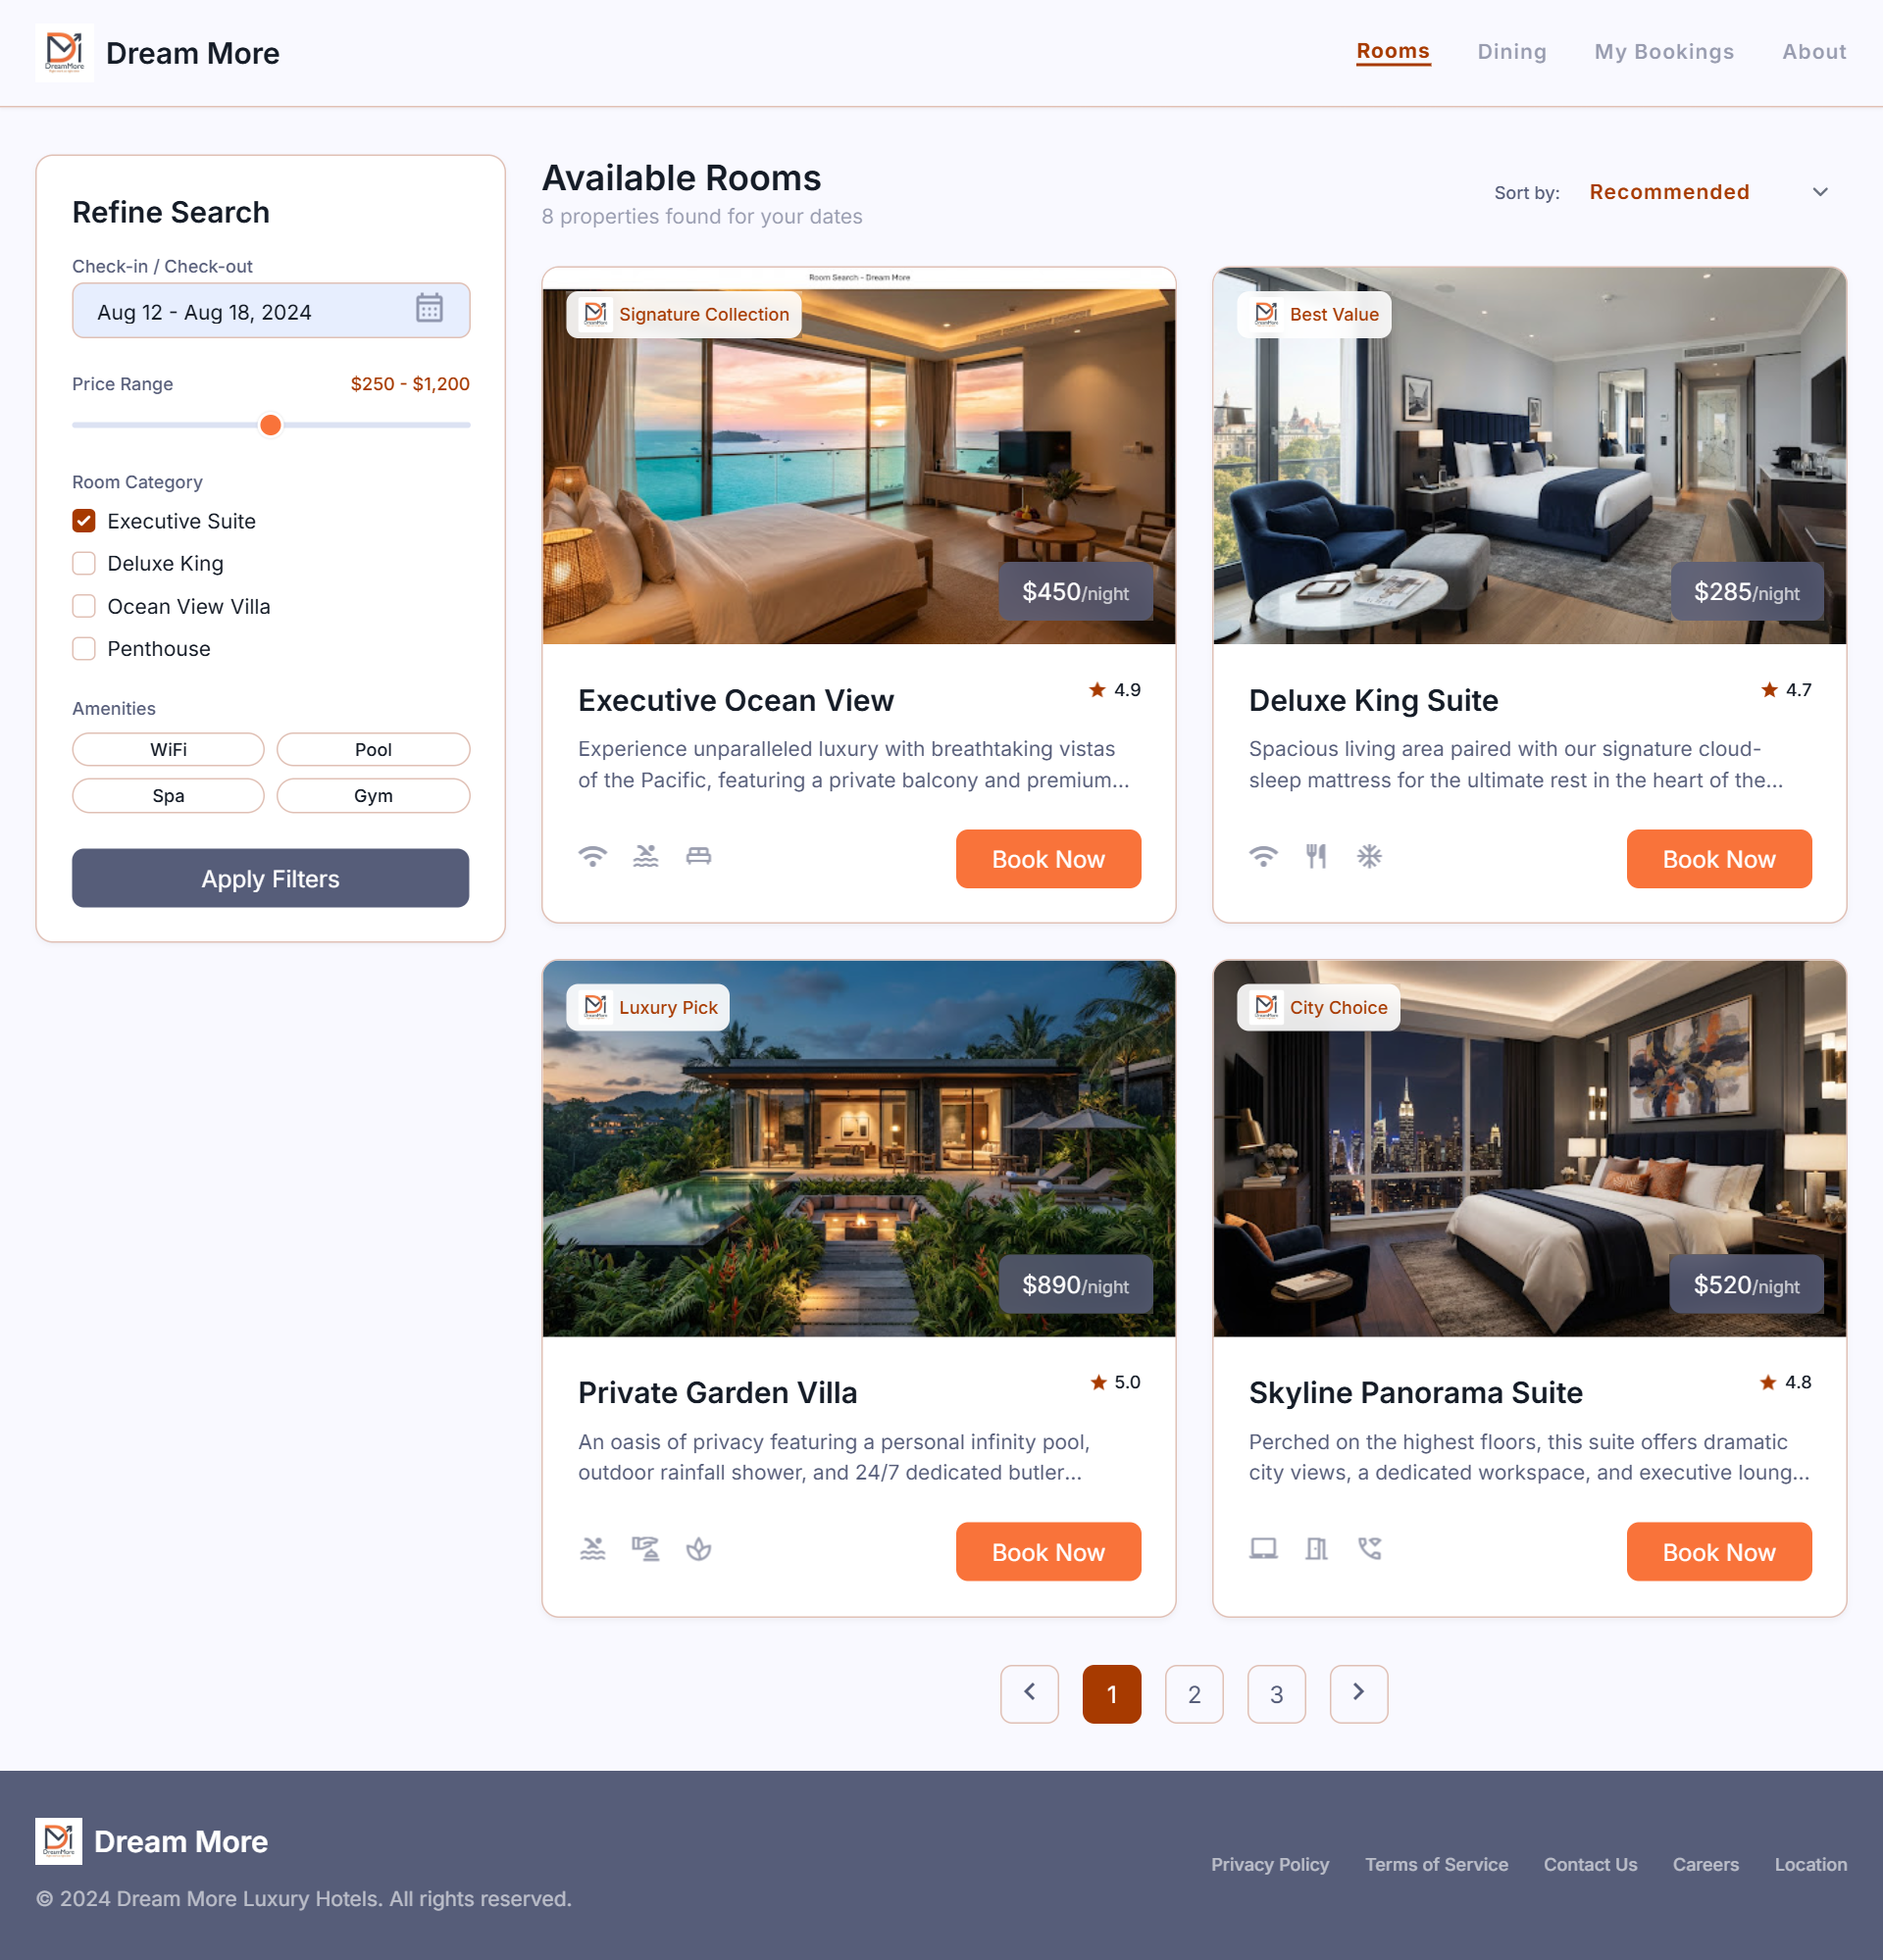 DreamMore
Dream More
Rooms
Dining
My Bookings
About
Refine Search
Check-in / Check-out
Aug 12 - Aug 18, 2024
Price Range
$250 - $1,200
Room Category
Executive Suite
Deluxe King
Ocean View Villa
Penthouse
Amenities
WiFi
Pool
Spa
Gym
Apply Filters
Available Rooms
8 properties found for your dates
Sort by:
Recommended
Room Search - Dream More
DreamMore
Signature Collection
$450/night
Executive Ocean View
4.9
Experience unparalleled luxury with breathtaking vistas
of the Pacific, featuring a private balcony and premium...
Book Now
DreamMore
Best Value
$285/night
Deluxe King Suite
4.7
Spacious living area paired with our signature cloud-
sleep mattress for the ultimate rest in the heart of the...
Book Now
DreamMore
Luxury Pick
$890/night
Private Garden Villa
5.0
An oasis of privacy featuring a personal infinity pool,
outdoor rainfall shower, and 24/7 dedicated butler...
Book Now
DreamMore
City Choice
$520/night
Skyline Panorama Suite
4.8
Perched on the highest floors, this suite offers dramatic
city views, a dedicated workspace, and executive loung...
Book Now
1
2
3
DreamMore
Dream More
© 2024 Dream More Luxury Hotels. All rights reserved.
Privacy Policy
Terms of Service
Contact Us
Careers
Location